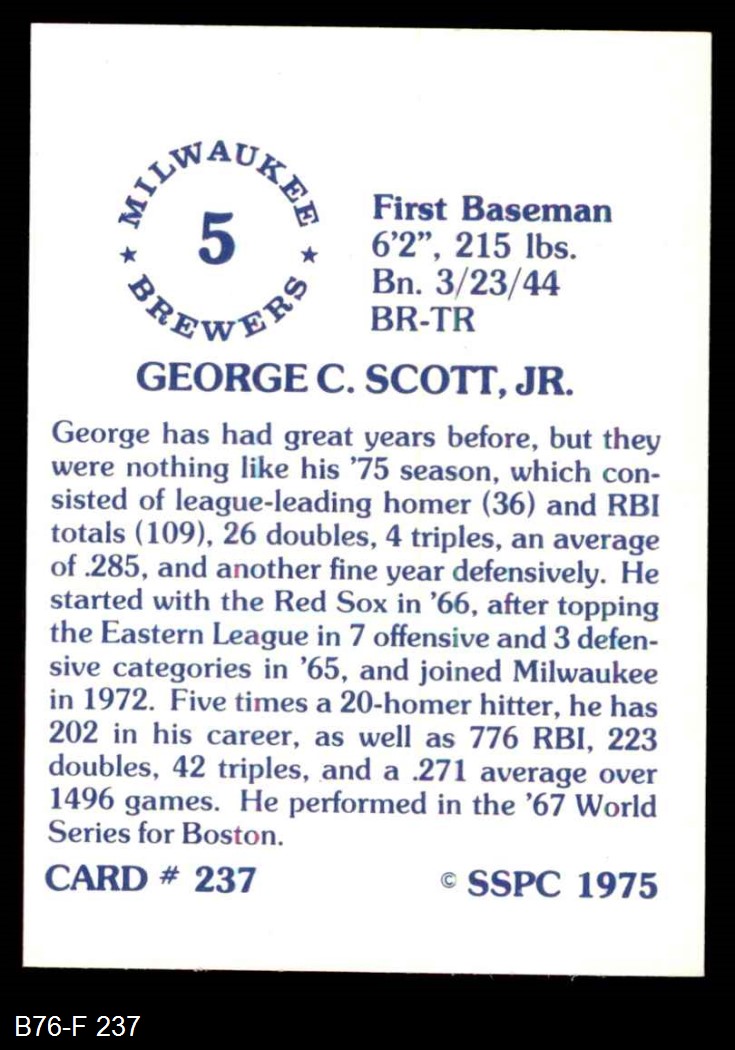 MILWAUKEE
5
★ ★
BREWERS
First Baseman
6'2”, 215 lbs.
Bn. 3/23/44
BR-TR
GEORGE C. SCOTT, JR.
George has had great years before, but they
were nothing like his ’75 season, which con-
sisted of league-leading homer (36) and RBI
totals (109), 26 doubles, 4 triples, an average
of .285, and another fine year defensively. He
started with the Red Sox in ’66, after topping
the Eastern League in 7 offensive and 3 defen-
sive categories in ’65, and joined Milwaukee
in 1972. Five times a 20-homer hitter, he has
202 in his career, as well as 776 RBI, 223
doubles, 42 triples, and a .271 average over
1496 games. He performed in the ’67 World
Series for Boston.
CARD # 237
© SSPC 1975
B76-F 237